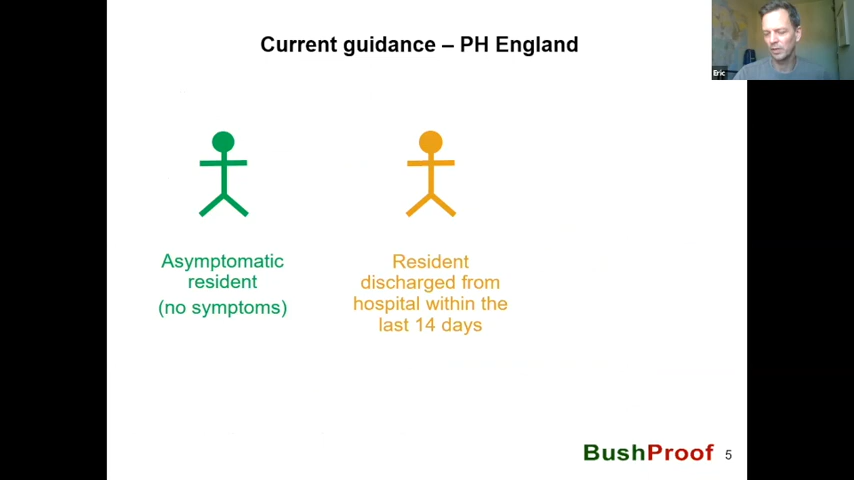 Current guidance – PH England
Eric
Asymptomatic
resident
(no symptoms)
Resident
discharged from
hospital within the
last 14 days
BushProof 5